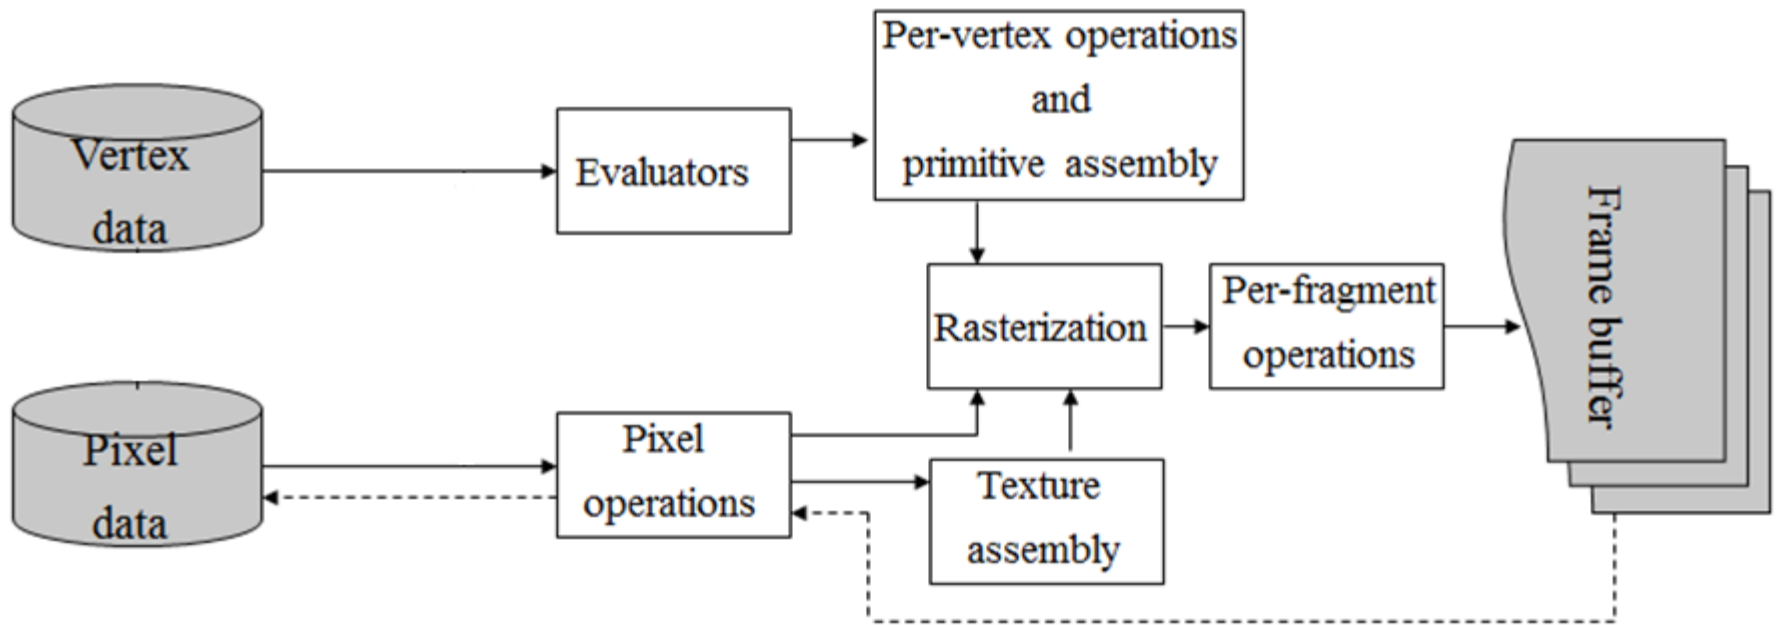 Per-vertex operations
and
primitive assembly
Vertex
data
Evaluators
Frame buffer
Rasterization
Per-fragment
operations
Pixel
data
Pixel
operations
Texture
assembly